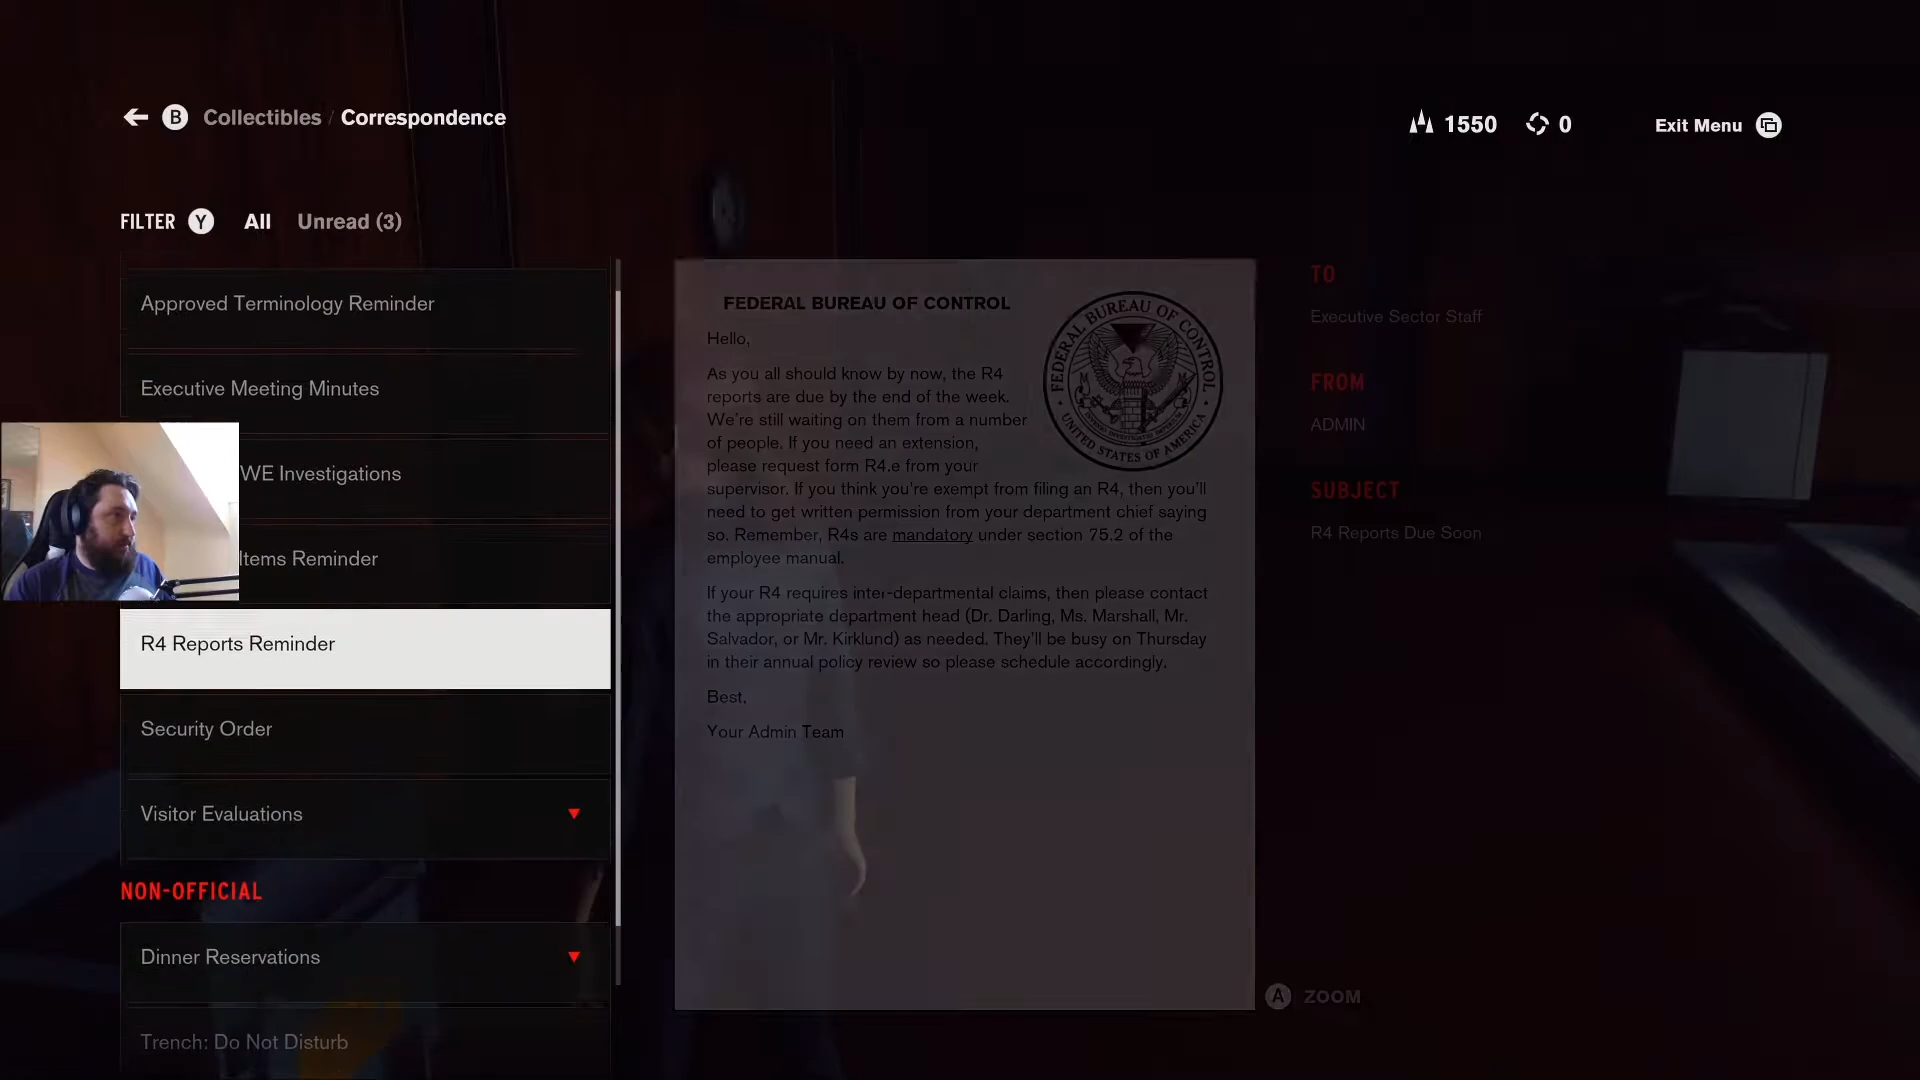 B Collectibles / Correspondence
1550
0
Exit Menu
FILTER Y All Unread (3)
Approved Terminology Reminder
Executive Meeting Minutes
WE Investigations
Items Reminder
R4 Reports Reminder
Security Order
Visitor Evaluations
NON-OFFICIAL
Dinner Reservations
Trench: Do Not Disturb
FEDERAL BUREAU OF CONTROL
Hello,
As you all should know by now, the R4
reports are due by the end of the week.
We're still waiting on them from a number
of people. If you need an extension,
please request form R4.e from your
supervisor. If you think you're exempt from filing an R4, then you'll
need to get written permission from your department chief saying
so. Remember, R4s are mandatory under section 75.2 of the
employee manual.
If your R4 requires inter-departmental claims, then please contact
the appropriate department head (Dr. Darling, Ms. Marshall, Mr.
Salvador, or Mr. Kirklund) as needed. They'll be busy on Thursday
in their annual policy review so please schedule accordingly.
Best,
Your Admin Team
FEDERAL BUREAU OF CONTROL
UNITED STATES OF AMERICA
TO
Executive Sector Staff
FROM
ADMIN
SUBJECT
R4 Reports Due Soon
A ZOOM